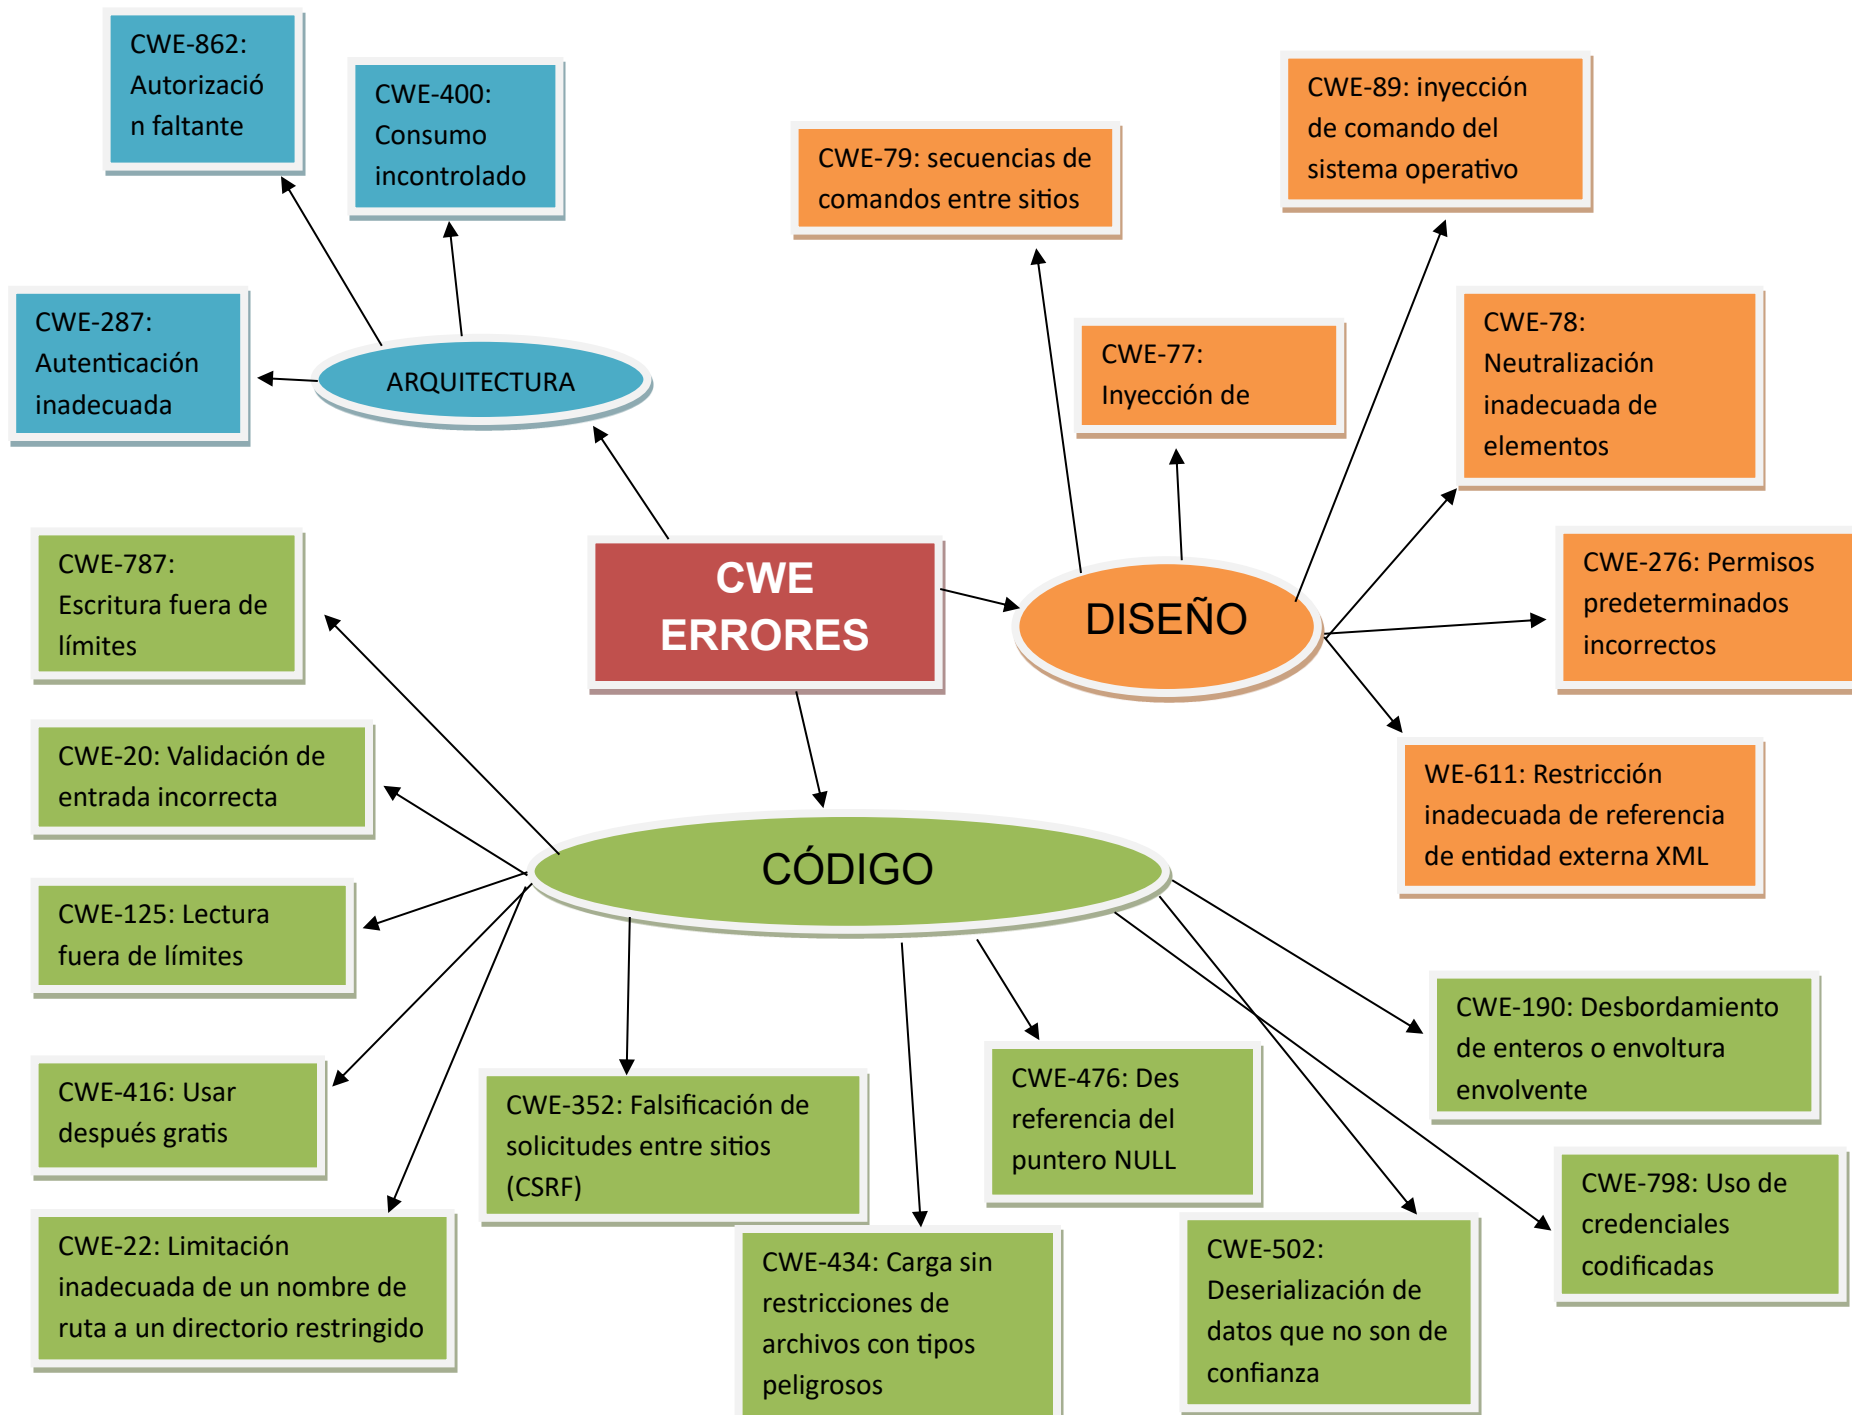 CWE-862:
Autorizació
n faltante
CWE-400:
Consumo
incontrolado
CWE-287:
Autenticación
inadecuada
ARQUITECTURA
CWE-79: secuencias de
comandos entre sitios
CWE-89: inyección
de comando del
sistema operativo
CWE-77:
Inyección de
CWE-78:
Neutralización
inadecuada de
elementos
CWE-276: Permisos
predeterminados
incorrectos
WE-611: Restricción
inadecuada de referencia
de entidad externa XML
DISEÑO
CWE
ERRORES
CÓDIGO
CWE-787:
Escritura fuera de
límites
CWE-20: Validación de
entrada incorrecta
CWE-125: Lectura
fuera de límites
CWE-416: Usar
después gratis
CWE-22: Limitación
inadecuada de un nombre de
ruta a un directorio restringido
CWE-352: Falsificación de
solicitudes entre sitios
(CSRF)
CWE-434: Carga sin
restricciones de
archivos con tipos
peligrosos
CWE-476: Des
referencia del
puntero NULL
CWE-502:
Deserialización de
datos que no son de
confianza
CWE-190: Desbordamiento
de enteros o envoltura
envolvente
CWE-798: Uso de
credenciales
codificadas